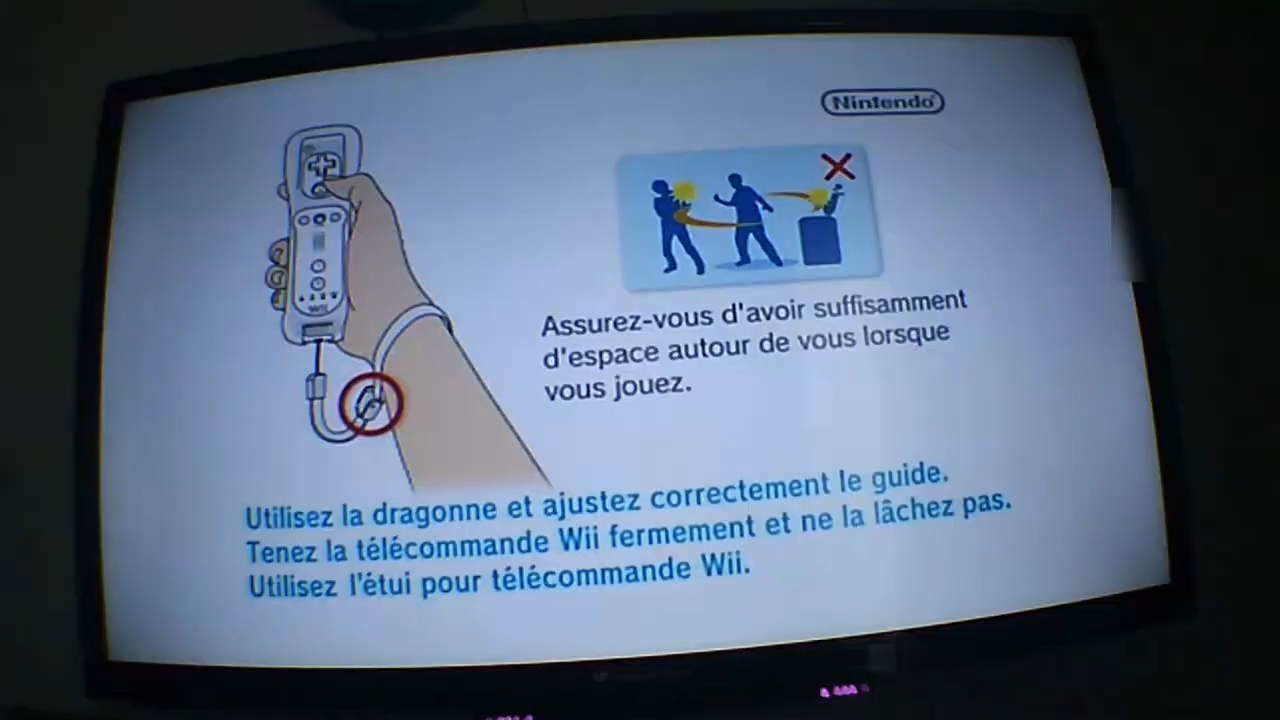 Nintendo
Wii
Assurez-vous d'avoir suffisamment
d'espace autour de vous lorsque
vous jouez.
Utilisez la dragonne et ajustez correctement le guide.
Tenez la télécommande Wii fermement et ne la lâchez pas.
Utilisez l'étui pour télécommande Wii.